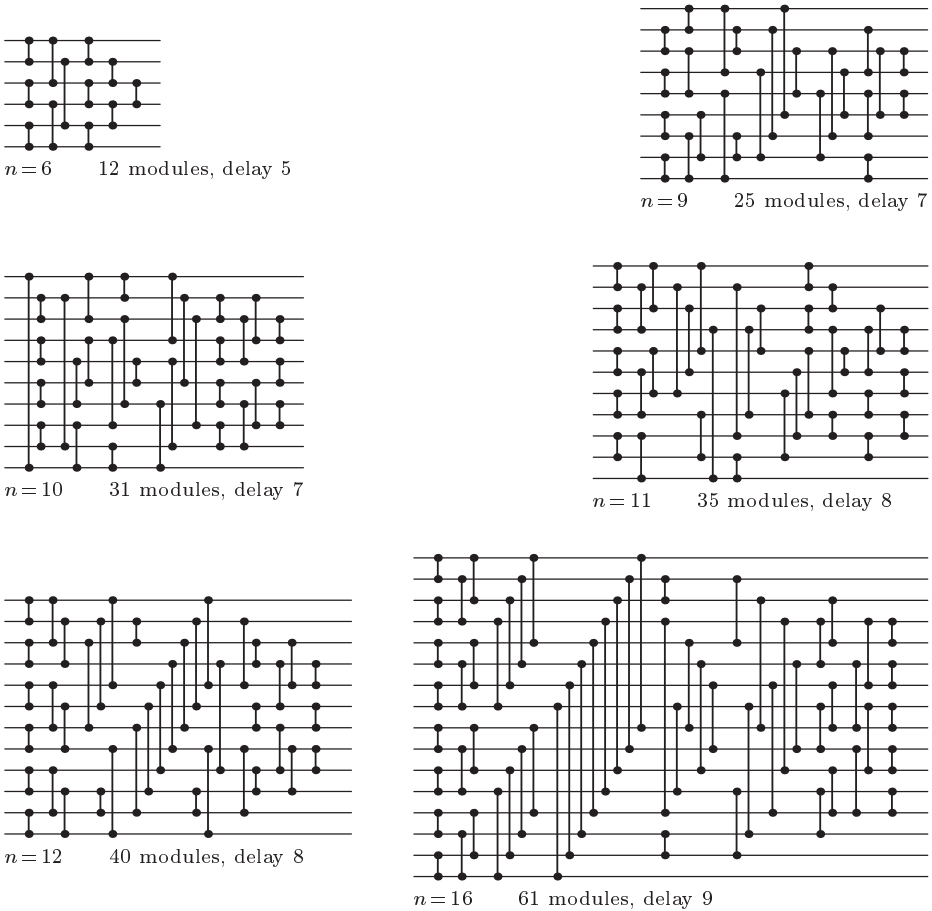 n=6 12 modules, delay 5
n=9 25 modules, delay 7
n=10 31 modules, delay 7
n=11 35 modules, delay 8
n=12 40 modules, delay 8
n=16 61 modules, delay 9